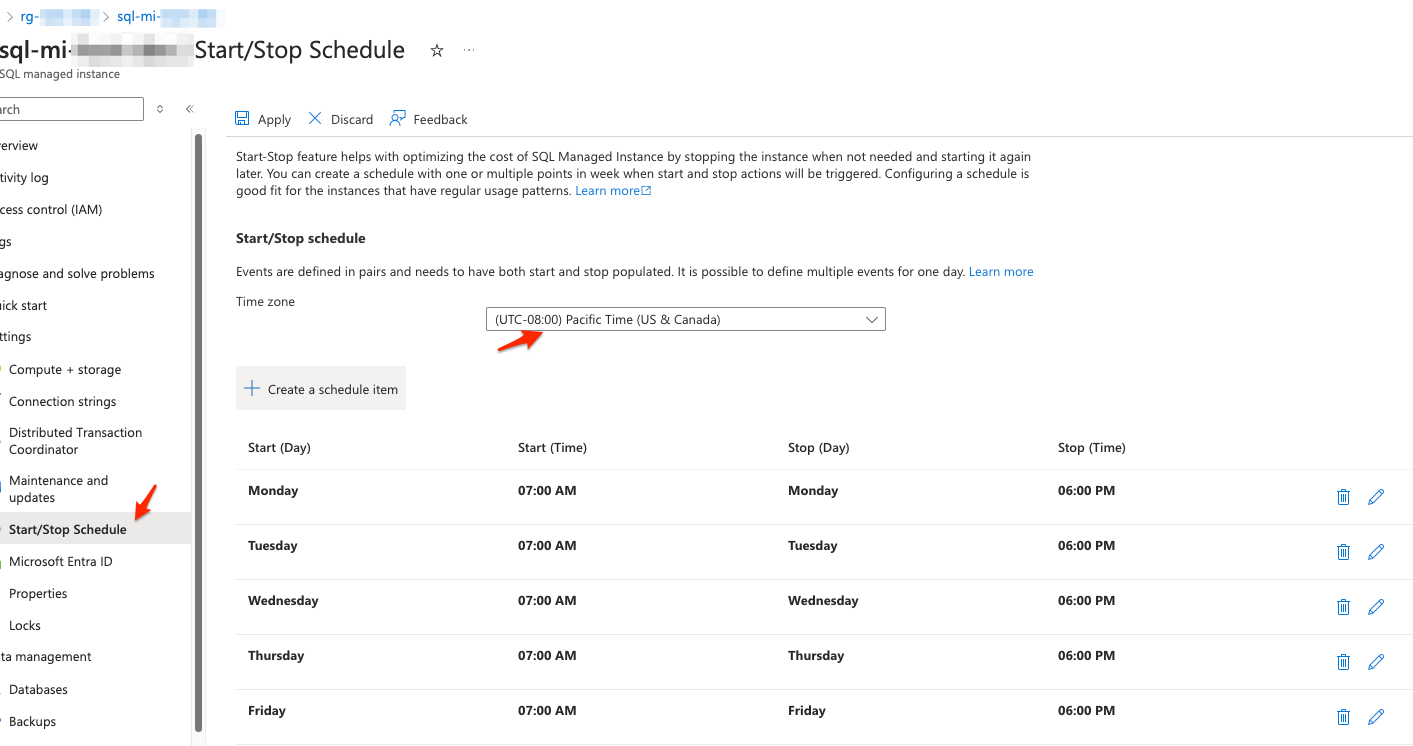 rg-
sql-mi-
sql-mi- Start/Stop Schedule
SQL managed instance
arch
Apply
Discard
Feedback
Start-Stop feature helps with optimizing the cost of SQL Managed Instance by stopping the instance when not needed and starting it again
later. You can create a schedule with one or multiple points in week when start and stop actions will be triggered. Configuring a schedule is
good fit for the instances that have regular usage patterns. Learn more
Start/Stop schedule
Events are defined in pairs and needs to have both start and stop populated. It is possible to define multiple events for one day. Learn more
Time zone
(UTC-08:00) Pacific Time (US & Canada)
Create a schedule item
Start (Day) Start (Time) Stop (Day) Stop (Time)
Monday 07:00 AM Monday 06:00 PM
Tuesday 07:00 AM Tuesday 06:00 PM
Wednesday 07:00 AM Wednesday 06:00 PM
Thursday 07:00 AM Thursday 06:00 PM
Friday 07:00 AM Friday 06:00 PM
erview
tivity log
cess control (IAM)
gs
agnose and solve problems
uick start
ttings
Compute + storage
Connection strings
Distributed Transaction
Coordinator
Maintenance and
updates
Start/Stop Schedule
Microsoft Entra ID
Properties
Locks
ta management
Databases
Backups